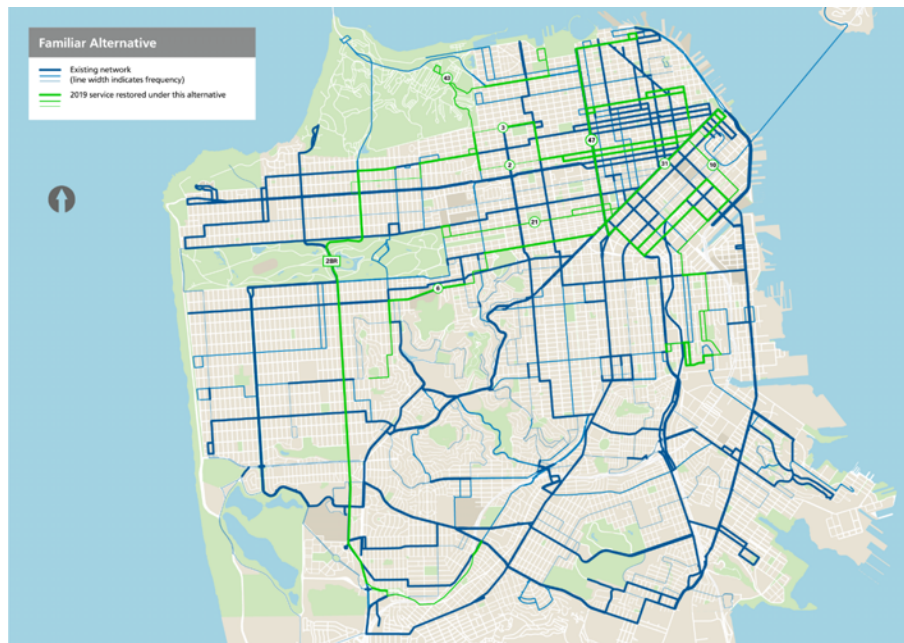 Familiar Alternative
Existing network
(line width indicates frequency)
2019 service restored under this alternative
43
3
2
47
31
10
21
28R
6